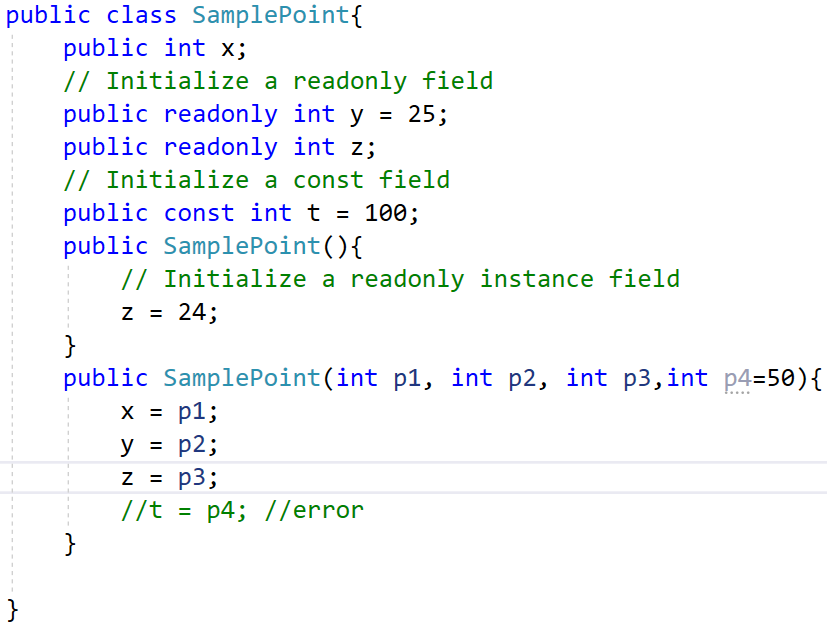 public class SamplePoint{
    public int x;
    // Initialize a readonly field
    public readonly int y = 25;
    public readonly int z;
    // Initialize a const field
    public const int t = 100;
    public SamplePoint(){
        // Initialize a readonly instance field
        z = 24;
    }
    public SamplePoint(int p1, int p2, int p3,int p4=50){
        x = p1;
        y = p2;
        z = p3;
        //t = p4; //error
    }
}